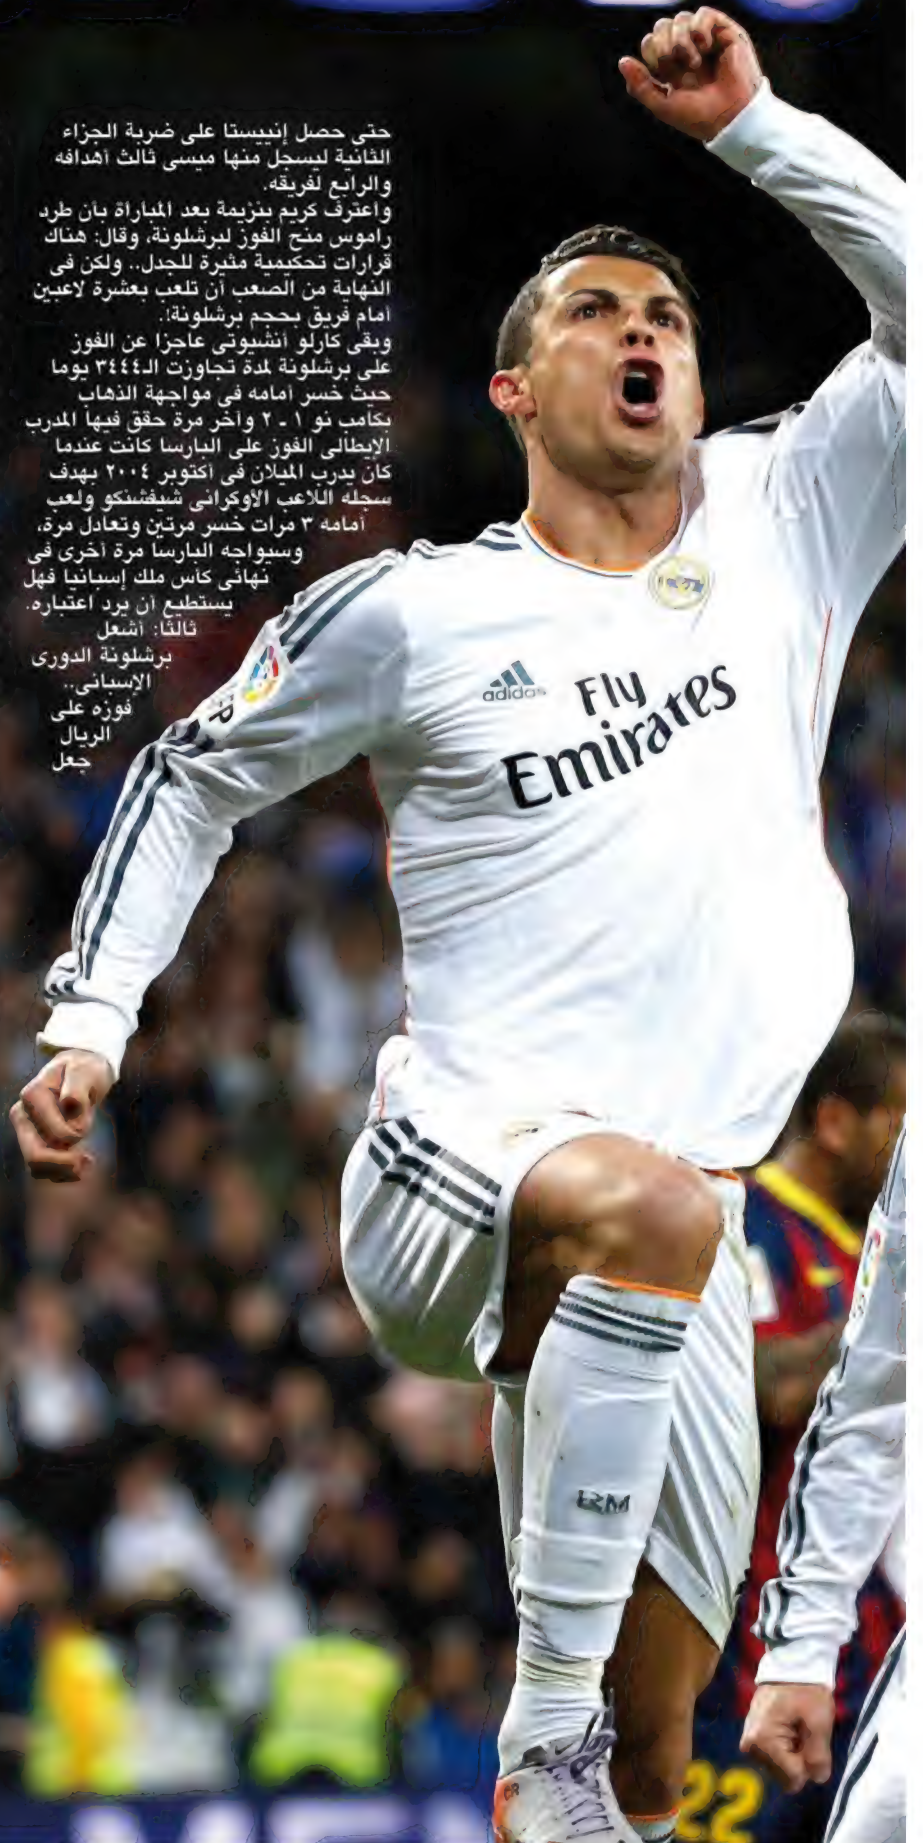 حتى حصل إنييستا على ضربة الجزاء
الثانية ليسجل منها ميسى ثالث أهدافه
والرابع لفريقه.
واعترف كريم بنزيمة بعد المباراة بأن طرد
راموس منح الفوز لبرشلونة، وقال: هناك
قرارات تحكيمية مثيرة للجدل.. ولكن فى
النهاية من الصعب أن تلعب بعشرة لاعبين
أمام فريق بحجم برشلونة!.
وبقى كارلو أنشيوتى عاجزا عن الفوز
على برشلونة لمدة تجاوزت الـ٣٤٤٤ يوما
حيث خسر أمامه فى مواجهة الذهاب
بكامب نو ١ ـ ٢ وآخر مرة حقق فيها المدرب
الإيطالى الفوز على البارسا كانت عندما
كان يدرب الميلان فى أكتوبر ٢٠٠٤ بهدف
سجله اللاعب الأوكرانى شيفشنكو ولعب
أمامه ٣ مرات خسر مرتين وتعادل مرة،
وسيواجه البارسا مرة أخرى فى
نهائى كأس ملك إسبانيا فهل
يستطيع أن يرد اعتباره.
ثالثا: أشعل
برشلونة الدورى
الإسبانى..
فوزه على
الريال
جعل
adidas
Fly
Emirates
RM
22